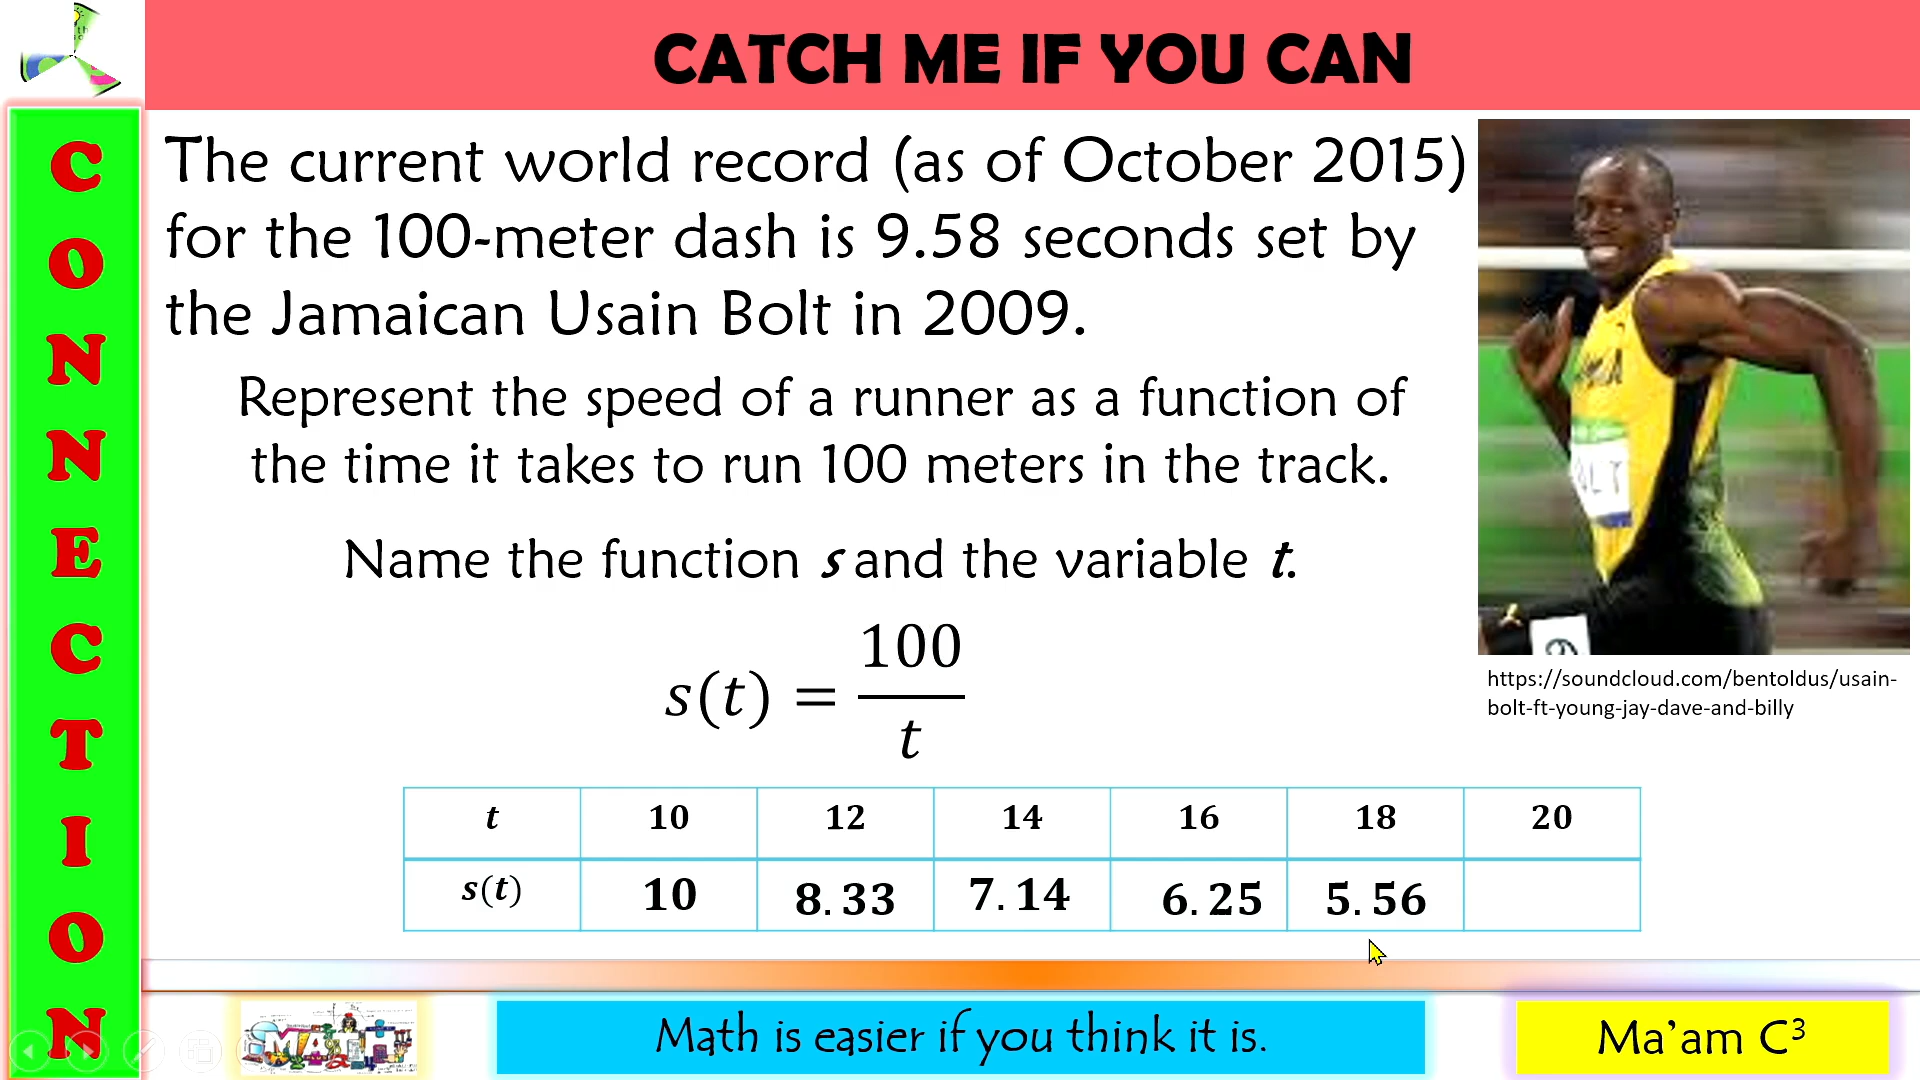 CATCH ME IF YOU CAN
CONNECTION
The current world record (as of October 2015)
for the 100-meter dash is 9.58 seconds set by
the Jamaican Usain Bolt in 2009.
Represent the speed of a runner as a function of
the time it takes to run 100 meters in the track.
Name the function s and the variable t.
s(t) = 100/t
https://soundcloud.com/bentoldus/usain-
bolt-ft-young-jay-dave-and-billy
t 10 12 14 16 18 20
s(t) 10 8.33 7.14 6.25 5.56
MATH
Math is easier if you think it is.
Ma'am C³